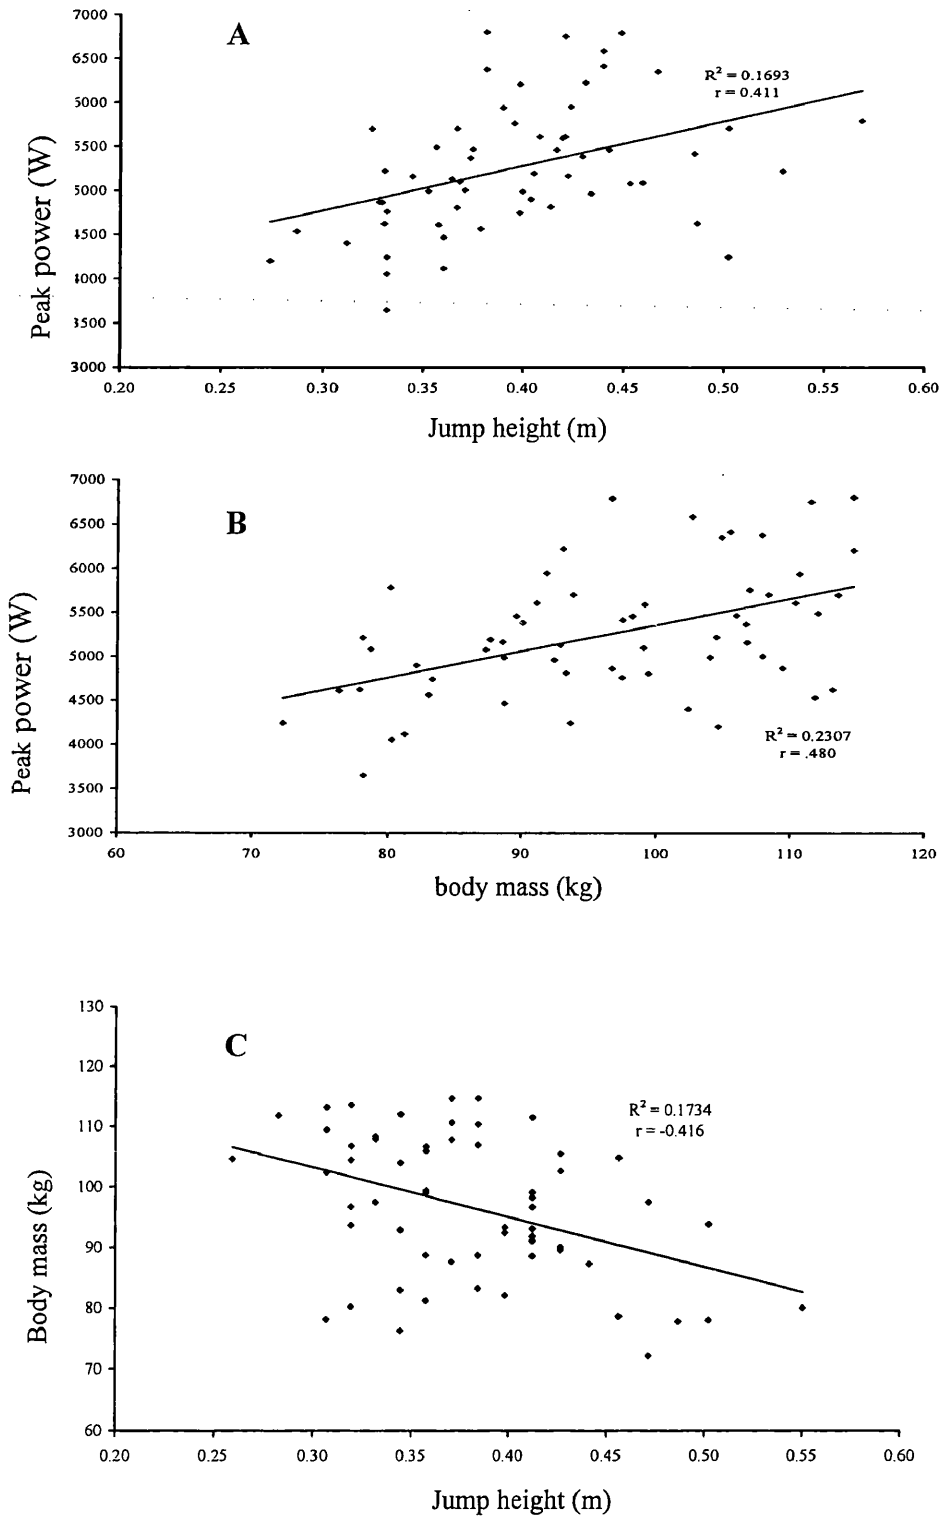 A
7000
6500
6000
5500
5000
4500
4000
3500
3000
Peak power (W)
R² = 0.1693
r = 0.411
0.20 0.25 0.30 0.35 0.40 0.45 0.50 0.55 0.60
Jump height (m)
B
7000
6500
6000
5500
5000
4500
4000
3500
3000
Peak power (W)
R² = 0.2307
r = .480
60 70 80 90 100 110 120
body mass (kg)
C
130
120
110
100
90
80
70
60
Body mass (kg)
R² = 0.1734
r = -0.416
0.20 0.25 0.30 0.35 0.40 0.45 0.50 0.55 0.60
Jump height (m)